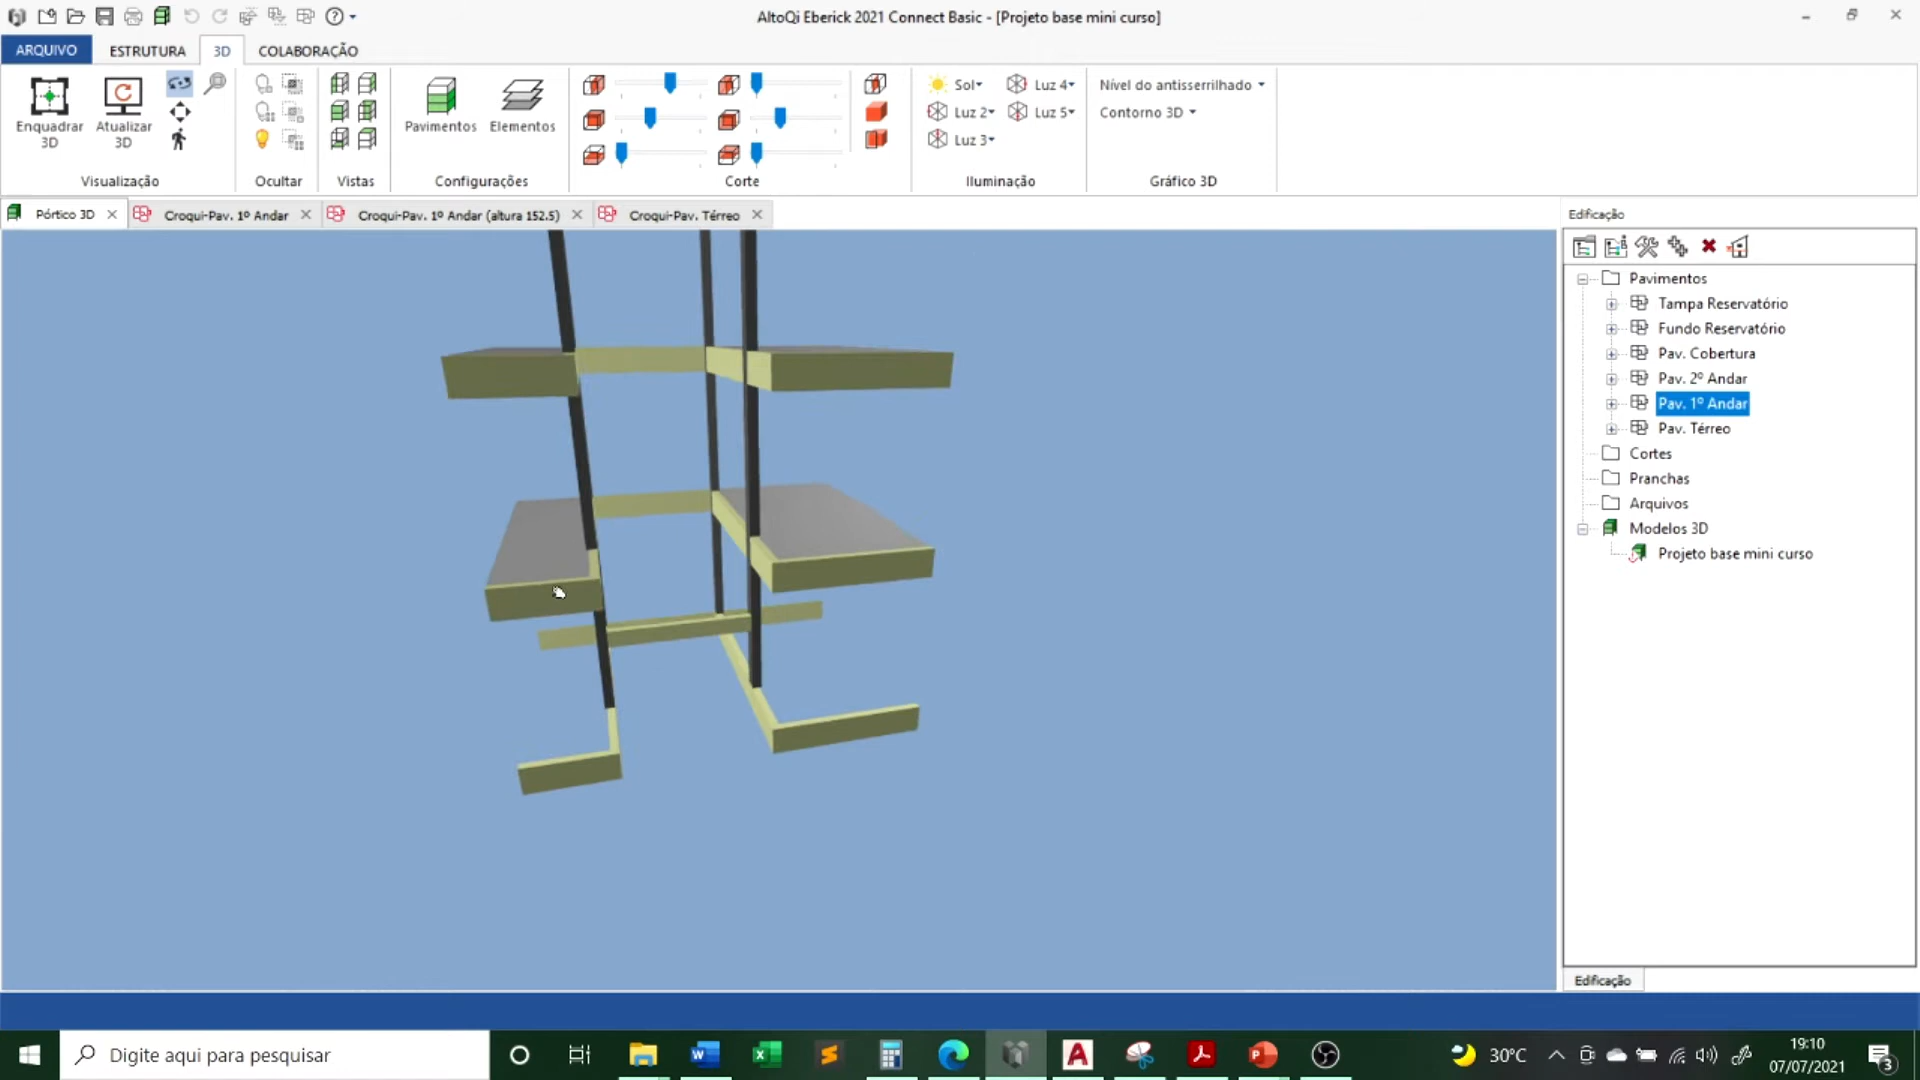 AltoQi Eberick 2021 Connect Basic - [Projeto base mini curso]
ARQUIVO
ESTRUTURA
3D
COLABORAÇÃO
Enquadrar
3D
Atualizar
3D
Visualização
Ocultar
Vistas
Pavimentos
Elementos
Configurações
Corte
Sol
Luz 4
Luz 2
Luz 5
Luz 3
Iluminação
Nível do antisserrilhado
Contorno 3D
Gráfico 3D
Pórtico 3D
Croqui-Pav. 1º Andar
Croqui-Pav. 1º Andar (altura 152.5)
Croqui-Pav. Térreo
Edificação
Pavimentos
Tampa Reservatório
Fundo Reservatório
Pav. Cobertura
Pav. 2º Andar
Pav. 1º Andar
Pav. Térreo
Cortes
Pranchas
Arquivos
Modelos 3D
Projeto base mini curso
Edificação
Digite aqui para pesquisar
30°C
19:10
07/07/2021
3